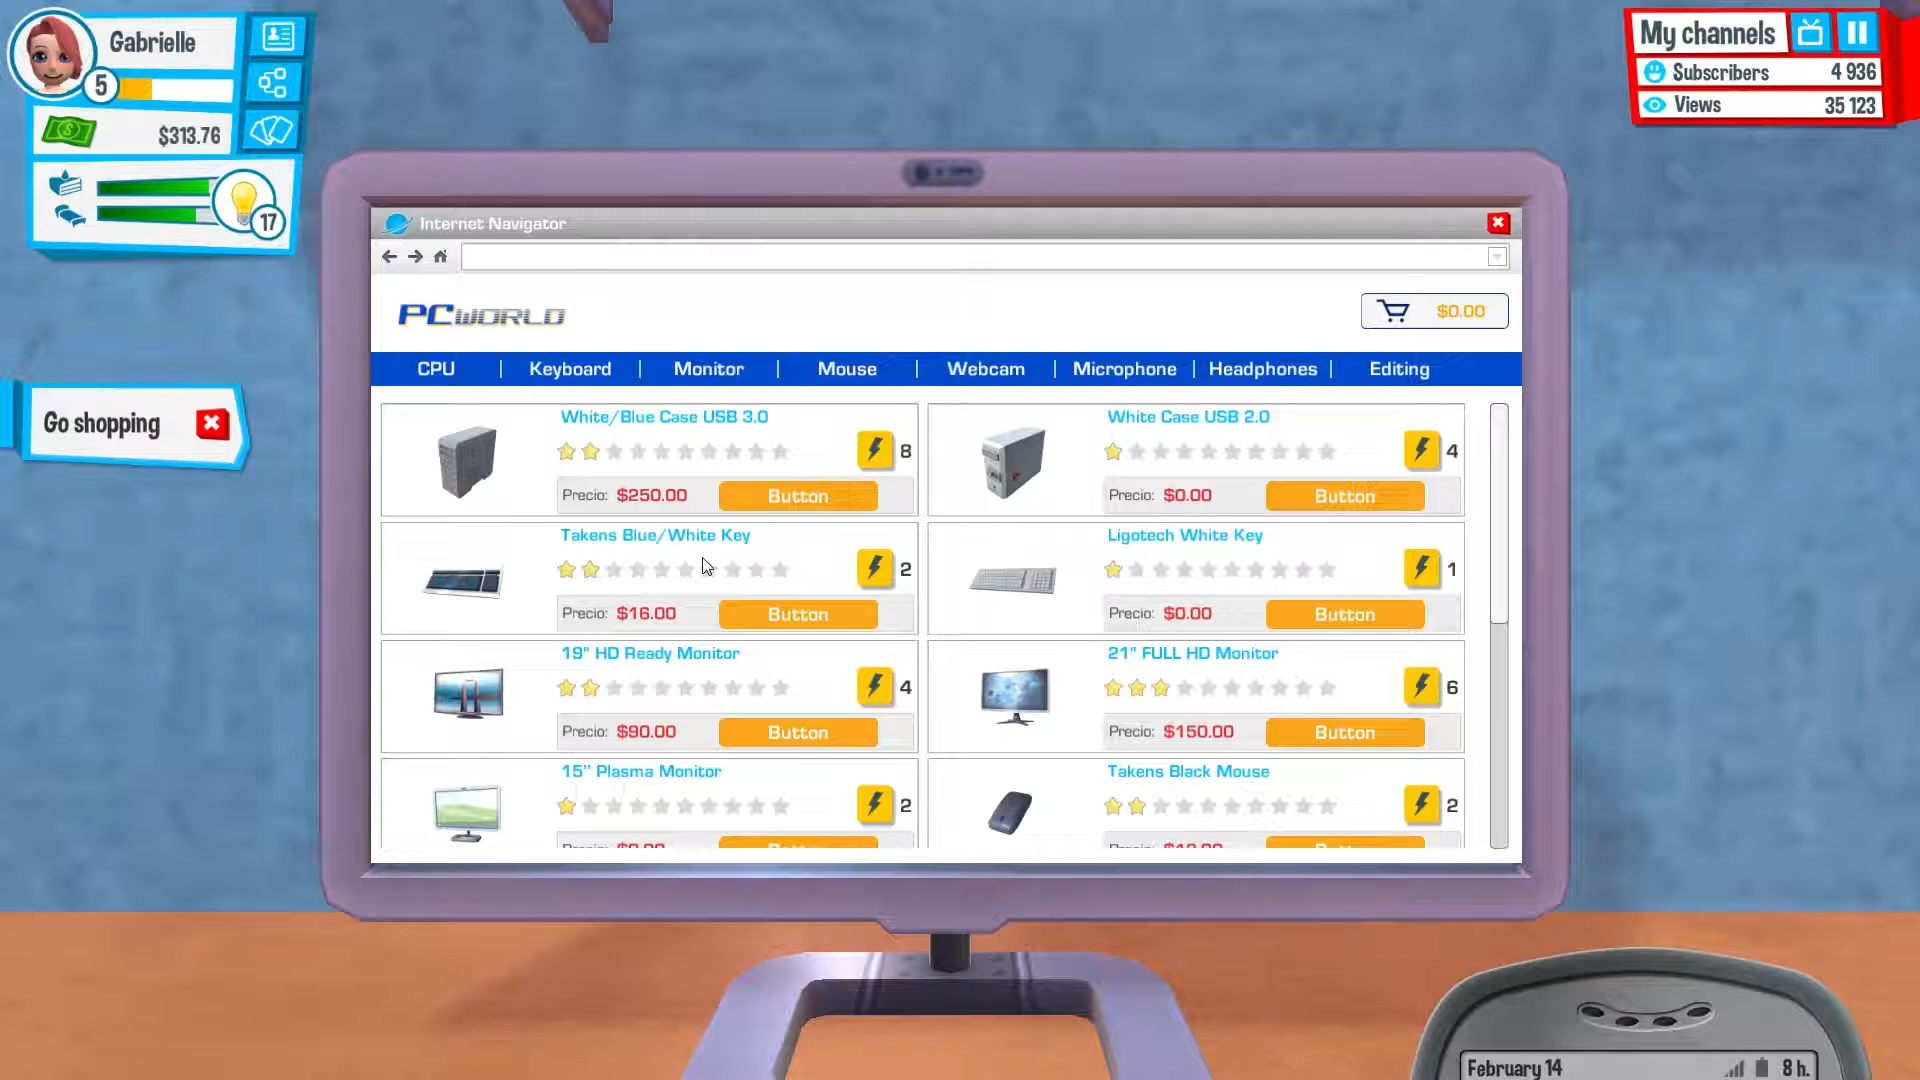 Gabrielle
5
$313.76
17
My channels
Subscribers 4 936
Views 35 123
Go shopping
Internet Navigator
PCWORLD
$0.00
CPU | Keyboard | Monitor | Mouse | Webcam | Microphone | Headphones | Editing
White/Blue Case USB 3.0
8
Precio: $250.00 Button
White Case USB 2.0
4
Precio: $0.00 Button
Takens Blue/White Key
2
Precio: $16.00 Button
Ligotech White Key
1
Precio: $0.00 Button
19" HD Ready Monitor
4
Precio: $90.00 Button
21" FULL HD Monitor
6
Precio: $150.00 Button
15" Plasma Monitor
2
Takens Black Mouse
2
February 14 8 h.